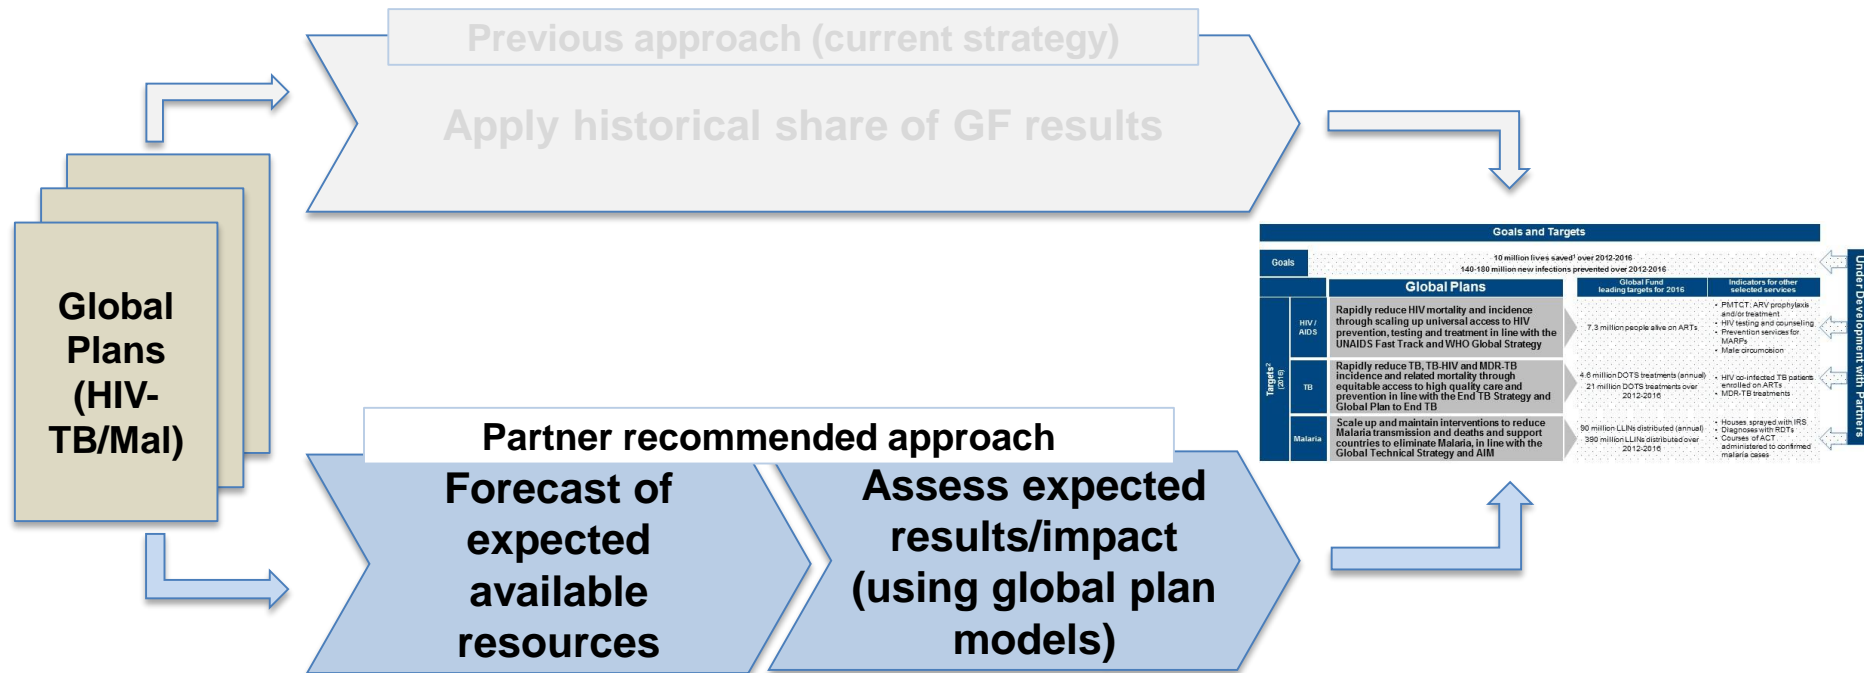 Previous approach (current strategy)
Apply historical share of GF results
Global
Plans
(HIV-
TB/Mal)
Partner recommended approach
Forecast of
expected
available
resources
Assess expected
results/impact
(using global plan
models)
Goals and Targets
Goals
10 million lives saved¹ over 2012-2016
140-180 million new infections prevented over 2012-2016
Global Plans
Global Fund
leading targets for 2016
Indicators for other
selected services
Targets²
(2016)
HIV /
AIDS
Rapidly reduce HIV mortality and incidence
through scaling up universal access to HIV
prevention, testing and treatment in line with the
UNAIDS Fast Track and WHO Global Strategy
7.3 million people alive on ARTs
• PMTCT: ARV prophylaxis
and/or treatment
• HIV testing and counseling
• Prevention services for
MARPs
• Male circumcision
TB
Rapidly reduce TB, TB-HIV and MDR-TB
incidence and related mortality through
equitable access to high quality care and
prevention in line with the End TB Strategy and
Global Plan to End TB
4.6 million DOTS treatments (annual)
21 million DOTS treatments over
2012-2016
• HIV co-infected TB patients
enrolled on ARTs
• MDR-TB treatments
Malaria
Scale up and maintain interventions to reduce
Malaria transmission and deaths and support
countries to eliminate Malaria, in line with the
Global Technical Strategy and AIM
90 million LLINs distributed (annual)
390 million LLINs distributed over
2012-2016
• Houses sprayed with IRS
• Diagnoses with RDTs
• Courses of ACT
administered to confirmed
malaria cases
Under Development with Partners